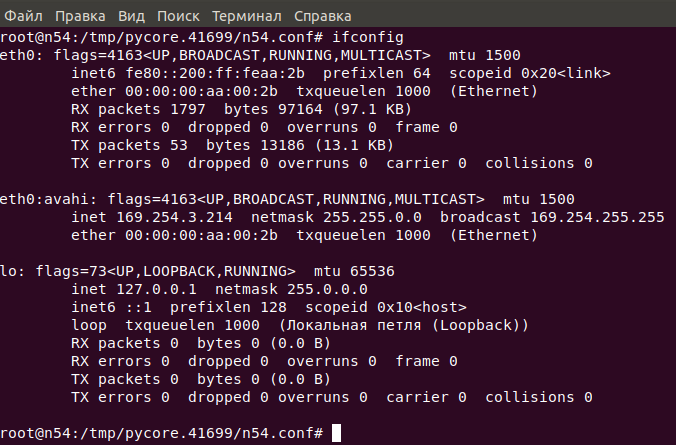 Файл Правка Вид Поиск Терминал Справка
root@n54:/tmp/pycore.41699/n54.conf# ifconfig
eth0: flags=4163<UP,BROADCAST,RUNNING,MULTICAST>  mtu 1500
        inet6 fe80::200:ff:feaa:2b  prefixlen 64  scopeid 0x20<link>
        ether 00:00:00:aa:00:2b  txqueuelen 1000  (Ethernet)
        RX packets 1797  bytes 97164 (97.1 KB)
        RX errors 0  dropped 0  overruns 0  frame 0
        TX packets 53  bytes 13186 (13.1 KB)
        TX errors 0  dropped 0 overruns 0  carrier 0  collisions 0

eth0:avahi: flags=4163<UP,BROADCAST,RUNNING,MULTICAST>  mtu 1500
        inet 169.254.3.214  netmask 255.255.0.0  broadcast 169.254.255.255
        ether 00:00:00:aa:00:2b  txqueuelen 1000  (Ethernet)

lo: flags=73<UP,LOOPBACK,RUNNING>  mtu 65536
        inet 127.0.0.1  netmask 255.0.0.0
        inet6 ::1  prefixlen 128  scopeid 0x10<host>
        loop  txqueuelen 1000  (Локальная петля (Loopback))
        RX packets 0  bytes 0 (0.0 B)
        RX errors 0  dropped 0  overruns 0  frame 0
        TX packets 0  bytes 0 (0.0 B)
        TX errors 0  dropped 0 overruns 0  carrier 0  collisions 0

root@n54:/tmp/pycore.41699/n54.conf#